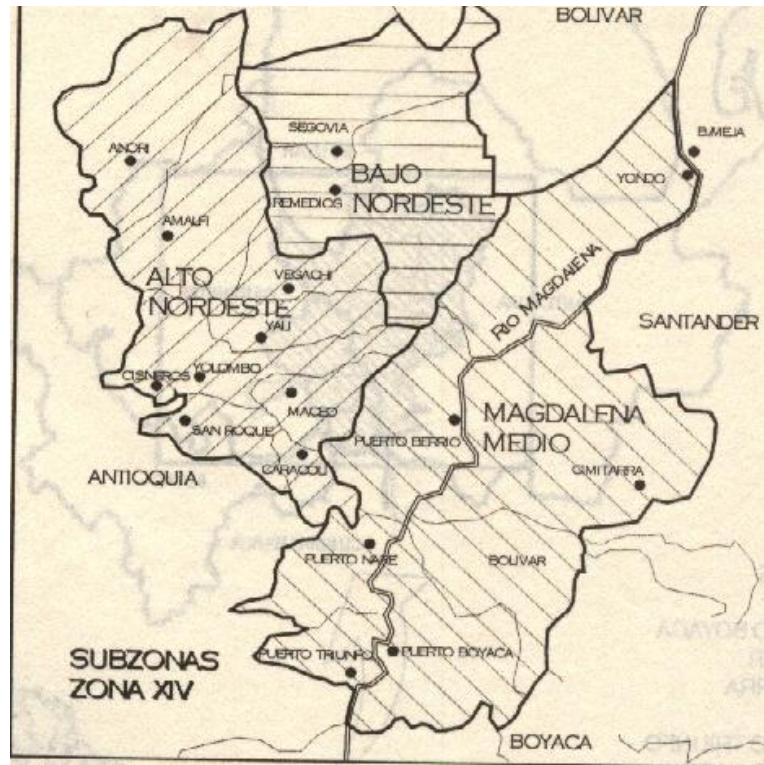 BOLIVAR
SEGOVIA
B/MEJA
ANORI
BAJO
NORDESTE
YONDO
REMEDIOS
AMALFI
RIO MAGDALENA
ALTO
NORDESTE
VEGACHI
SANTANDER
YALI
CISNEROS
YOLOMBO
MACEO
MAGDALENA
MEDIO
SAN ROQUE
PUERTO BERRIO
CARACOLI
ANTIOQUIA
CIMITARRA
PUERTO NARE
BOLIVAR
PUERTO TRIUNFO
PUERTO BOYACA
SUBZONAS
ZONA XIV
BOYACA